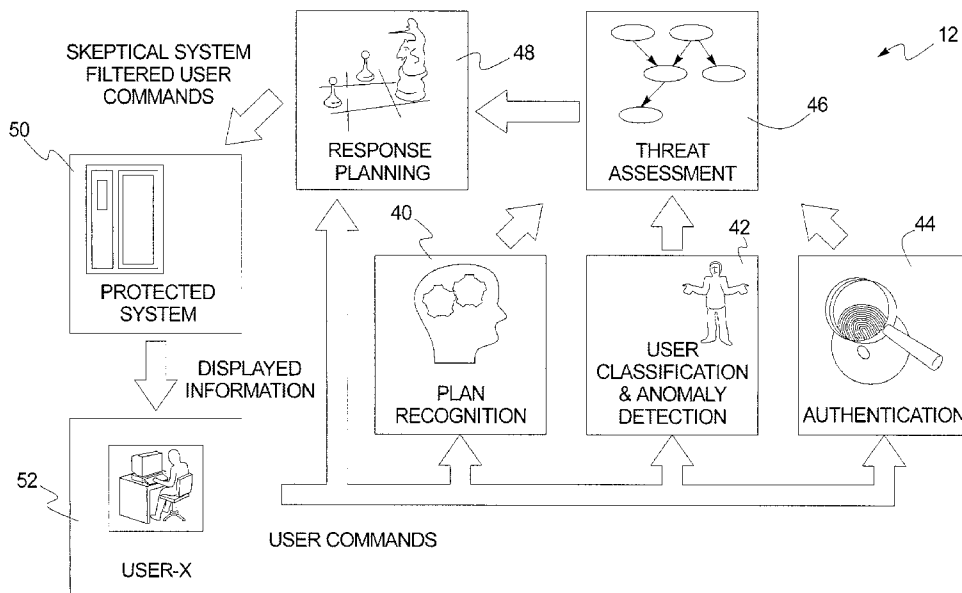 SKEPTICAL SYSTEM
FILTERED USER
COMMANDS
48
RESPONSE
PLANNING
12
46
THREAT
ASSESSMENT
50
PROTECTED
SYSTEM
40
PLAN
RECOGNITION
42
USER
CLASSIFICATION
& ANOMALY
DETECTION
44
AUTHENTICATION
DISPLAYED
INFORMATION
52
USER-X
USER COMMANDS